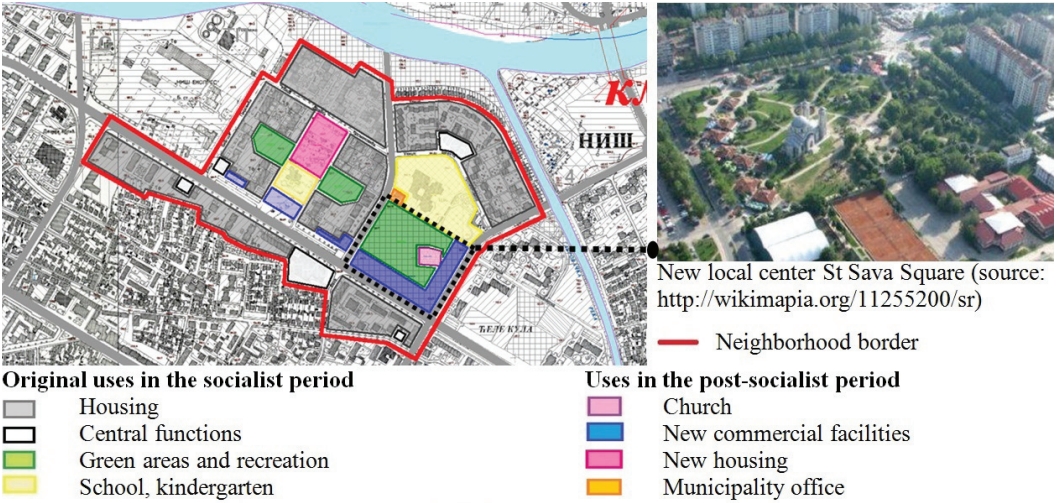 КЛ
НИШ
ЋЕЛЕ КУЛА
New local center St Sava Square (source:
http://wikimapia.org/11255200/sr)
Neighborhood border
Original uses in the socialist period
Housing
Central functions
Green areas and recreation
School, kindergarten
Uses in the post-socialist period
Church
New commercial facilities
New housing
Municipality office